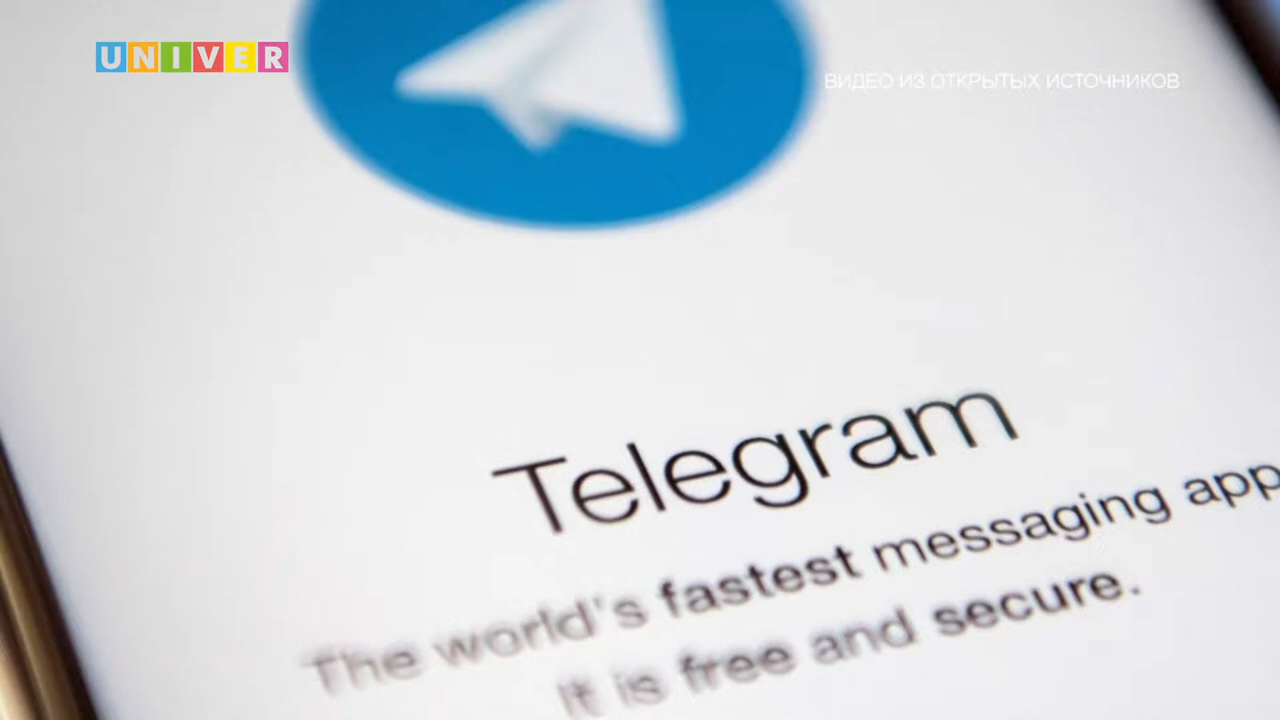 UNIVER
ВИДЕО ИЗ ОТКРЫТЫХ ИСТОЧНИКОВ
Telegram
The world's fastest messaging app
It is free and secure.